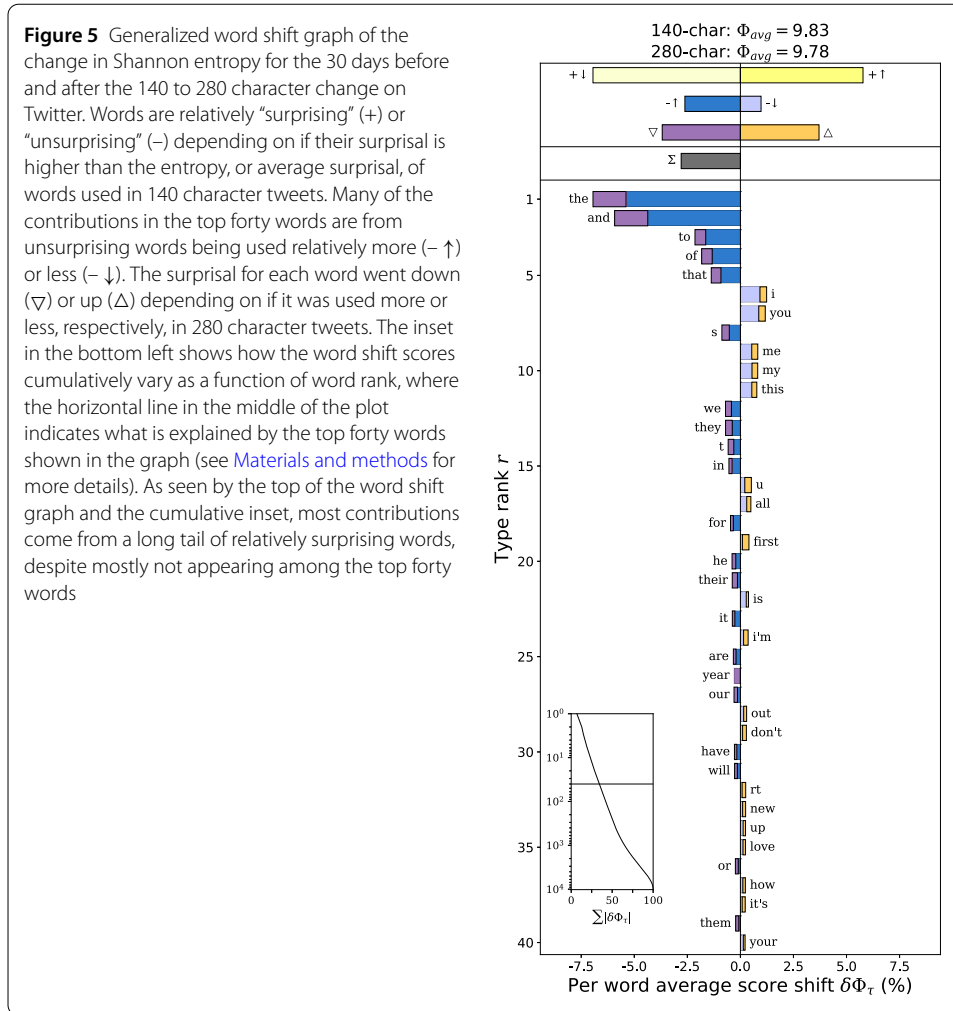 Figure 5 Generalized word shift graph of the
change in Shannon entropy for the 30 days before
and after the 140 to 280 character change on
Twitter. Words are relatively “surprising” (+) or
“unsurprising” (–) depending on if their surprisal is
higher than the entropy, or average surprisal, of
words used in 140 character tweets. Many of the
contributions in the top forty words are from
unsurprising words being used relatively more (– ↑)
or less (– ↓). The surprisal for each word went down
(▽) or up (△) depending on if it was used more or
less, respectively, in 280 character tweets. The inset
in the bottom left shows how the word shift scores
cumulatively vary as a function of word rank, where
the horizontal line in the middle of the plot
indicates what is explained by the top forty words
shown in the graph (see Materials and methods for
more details). As seen by the top of the word shift
graph and the cumulative inset, most contributions
come from a long tail of relatively surprising words,
despite mostly not appearing among the top forty
words
140-char: Φavg = 9.83
280-char: Φavg = 9.78
+↓ +↑
-↑ -↓
▽ △
Σ
Type rank r
1 the
and
to
of
5 that
i
you
s
me
10 my
this
we
they
t
15 in
u
all
for
first
20 he
their
is
it
i'm
25 are
year
our
out
don't
30 have
will
rt
new
up
35 love
or
how
it's
them
40 your
10⁰
10¹
10²
10³
10⁴
0 50 100
∑|δΦτ|
-7.5 -5.0 -2.5 0.0 2.5 5.0 7.5
Per word average score shift δΦτ (%)